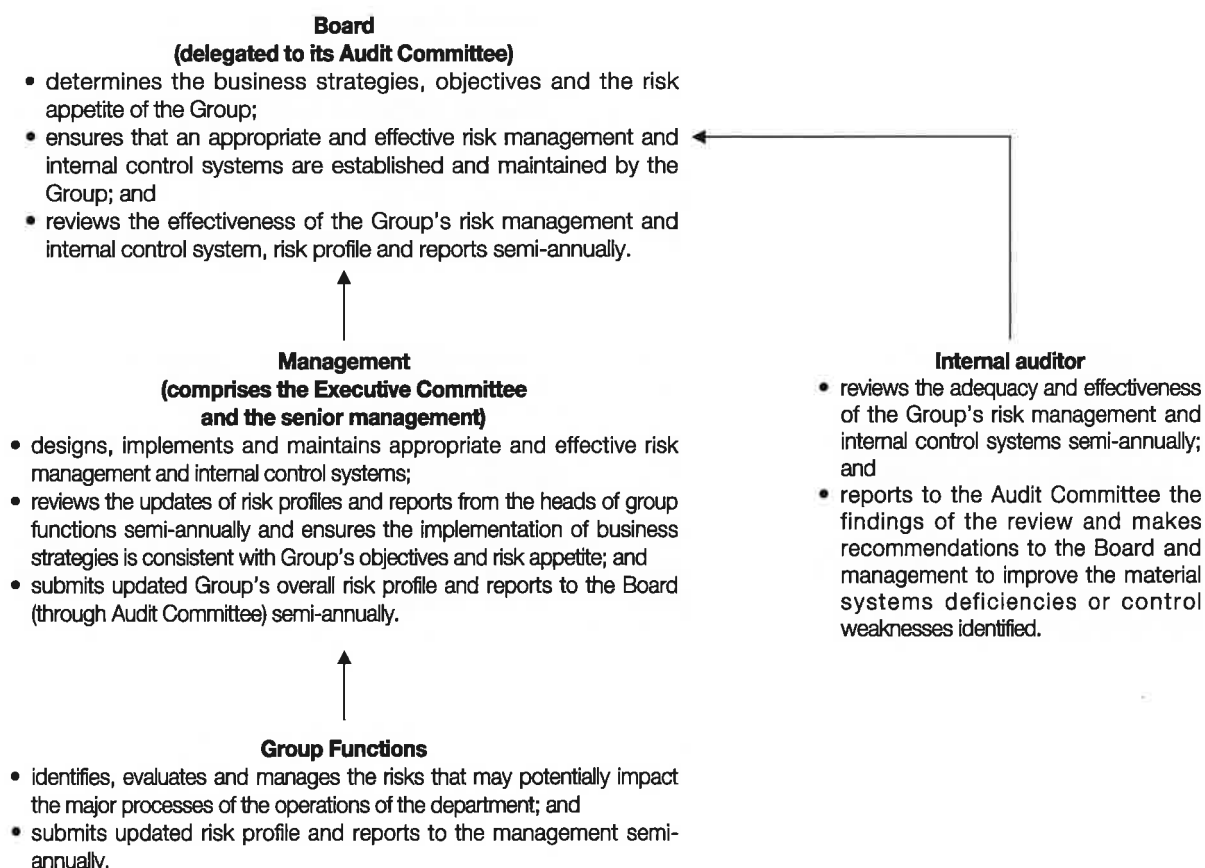 Board
(delegated to its Audit Committee)
• determines the business strategies, objectives and the risk
appetite of the Group;
• ensures that an appropriate and effective risk management and
internal control systems are established and maintained by the
Group; and
• reviews the effectiveness of the Group's risk management and
internal control system, risk profile and reports semi-annually.
Management
(comprises the Executive Committee
and the senior management)
• designs, implements and maintains appropriate and effective risk
management and internal control systems;
• reviews the updates of risk profiles and reports from the heads of group
functions semi-annually and ensures the implementation of business
strategies is consistent with Group's objectives and risk appetite; and
• submits updated Group's overall risk profile and reports to the Board
(through Audit Committee) semi-annually.
Internal auditor
• reviews the adequacy and effectiveness
of the Group's risk management and
internal control systems semi-annually;
and
• reports to the Audit Committee the
findings of the review and makes
recommendations to the Board and
management to improve the material
systems deficiencies or control
weaknesses identified.
Group Functions
• identifies, evaluates and manages the risks that may potentially impact
the major processes of the operations of the department; and
• submits updated risk profile and reports to the management semi-
annually.